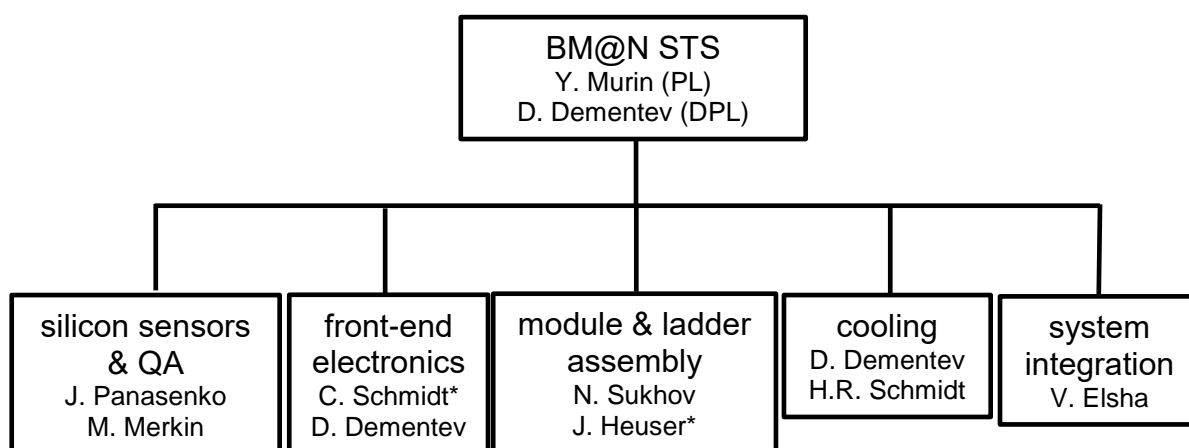 BM@N STS
Y. Murin (PL)
D. Dementev (DPL)
silicon sensors
& QA
J. Panasenko
M. Merkin
front-end
electronics
C. Schmidt*
D. Dementev
module & ladder
assembly
N. Sukhov
J. Heuser*
cooling
D. Dementev
H.R. Schmidt
system
integration
V. Elsha